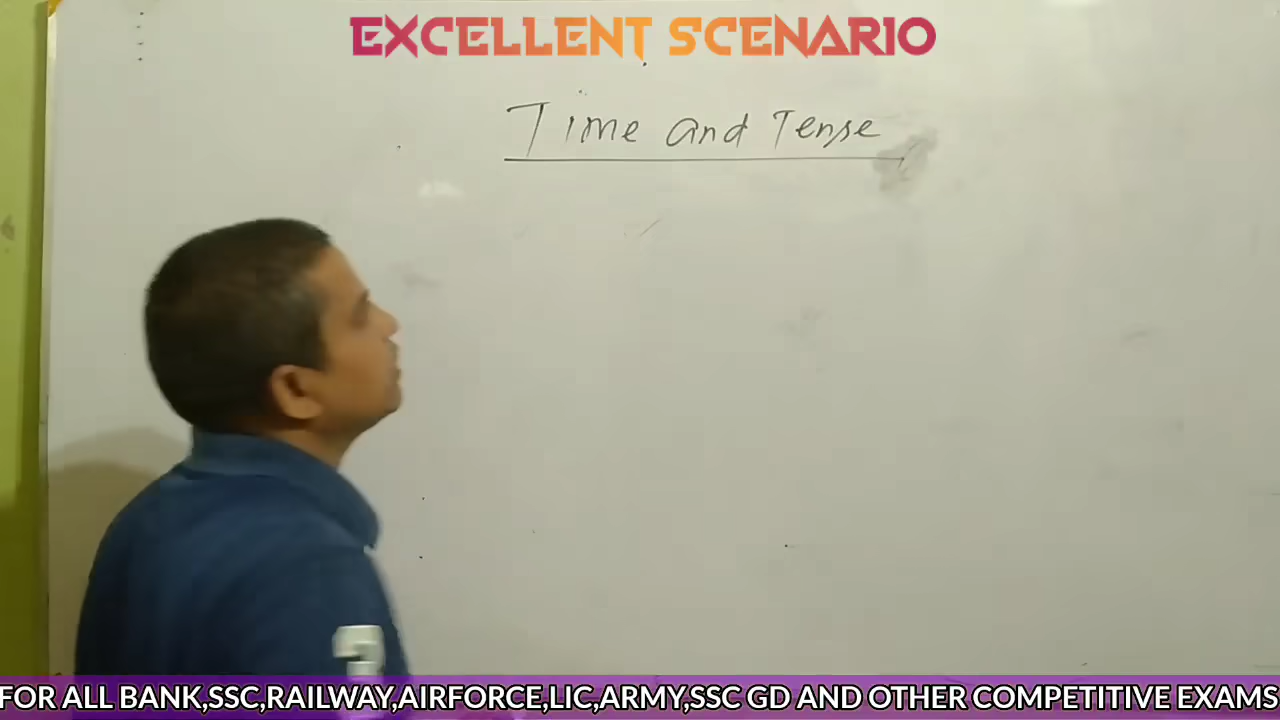 EXCELLENT SCENARIO
Time and Tense
FOR ALL BANK,SSC,RAILWAY,AIRFORCE,LIC,ARMY,SSC GD AND OTHER COMPETITIVE EXAMS